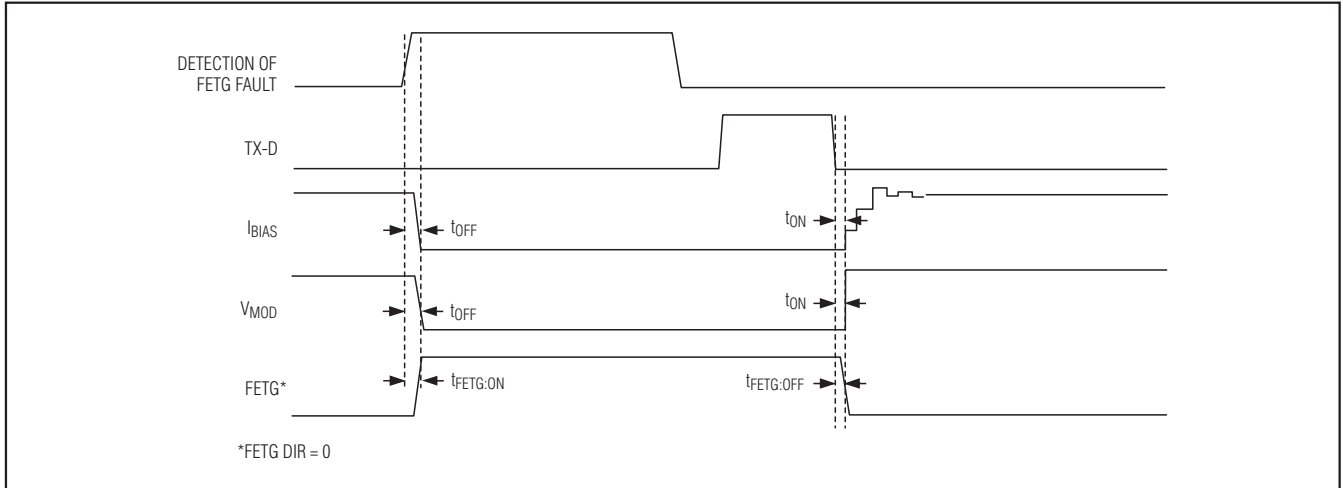 DETECTION OF
FETG FAULT
TX-D
IBIAS
tOFF
tON
VMOD
tOFF
tON
FETG*
tFETG:ON
tFETG:OFF
*FETG DIR = 0